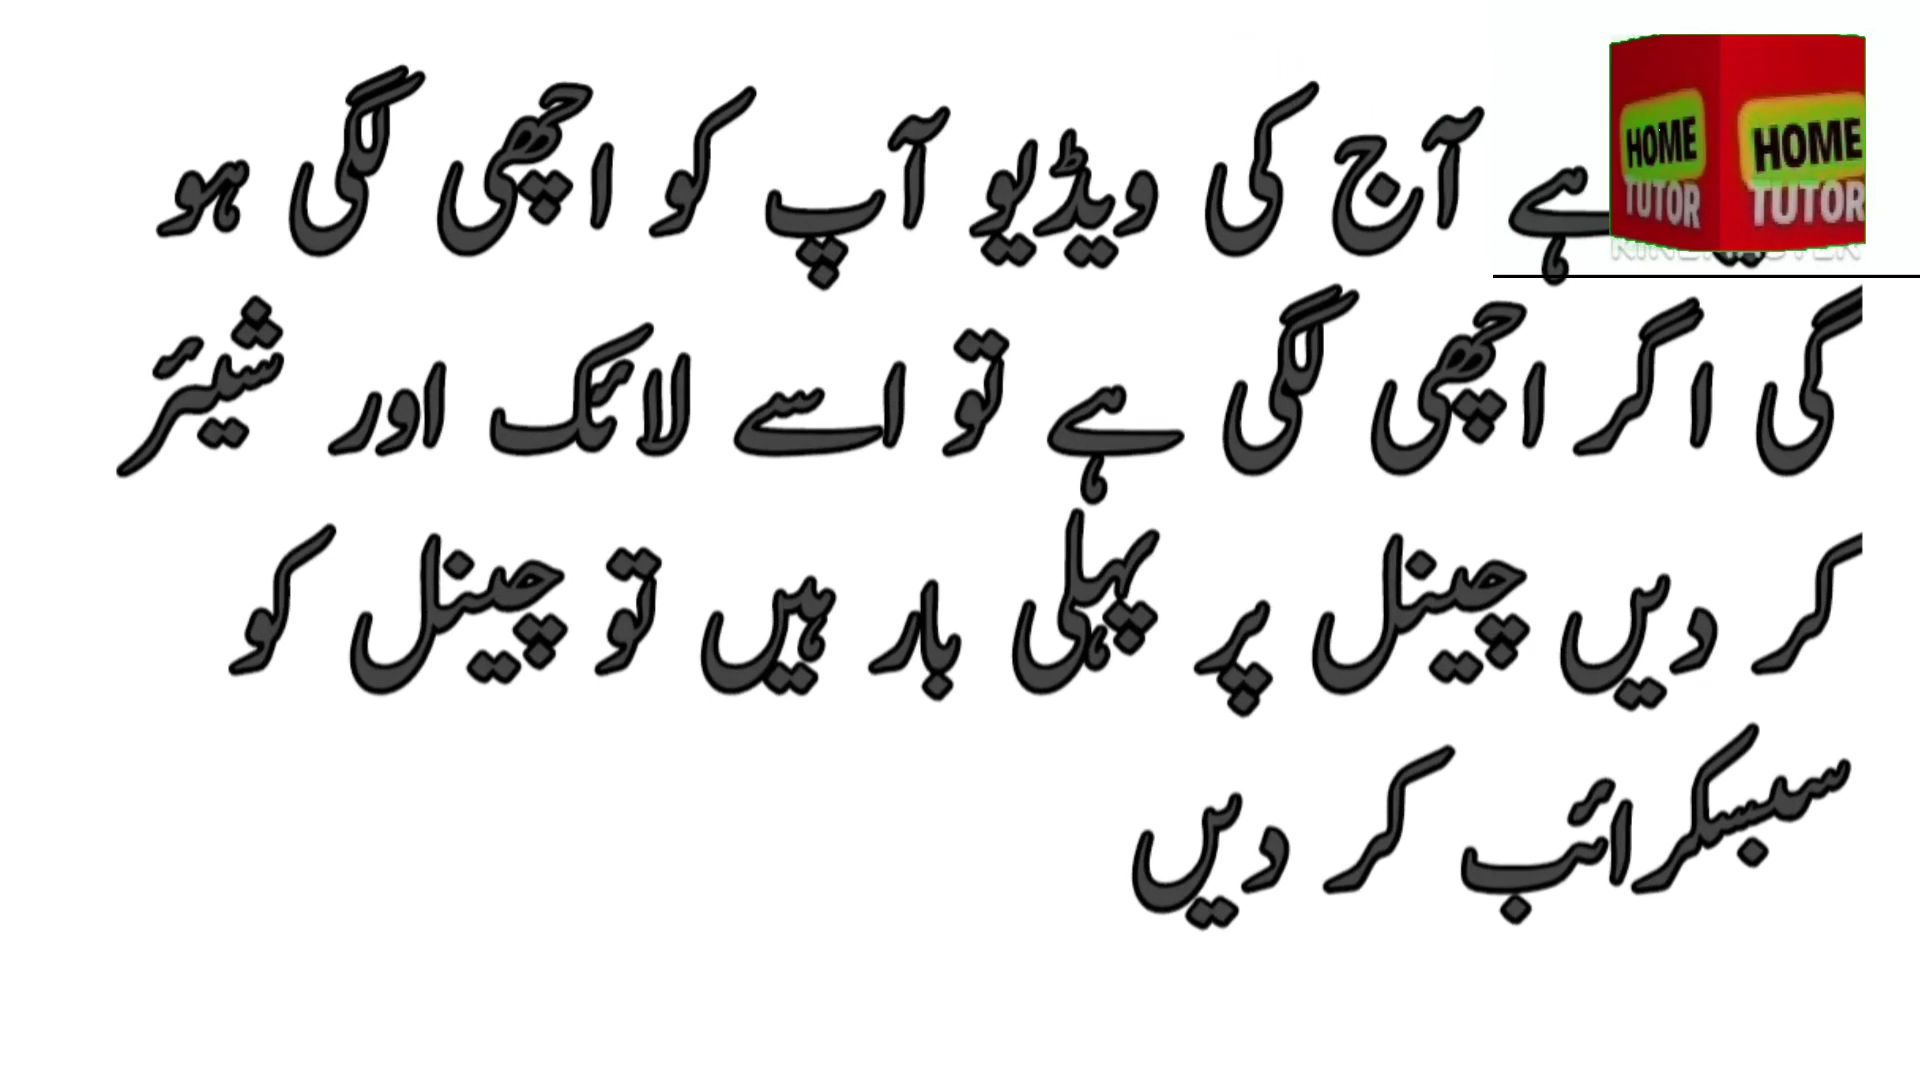 HOME HOME
TUTOR TUTOR
ہے آج کی ویڈیو آپ کو اچھی لگی ہو
گی اگر اچھی لگی ہے تو اسے لائک اور شیئر
کر دیں چینل پر پہلی بار ہیں تو چینل کو
سبسکرائب کر دیں